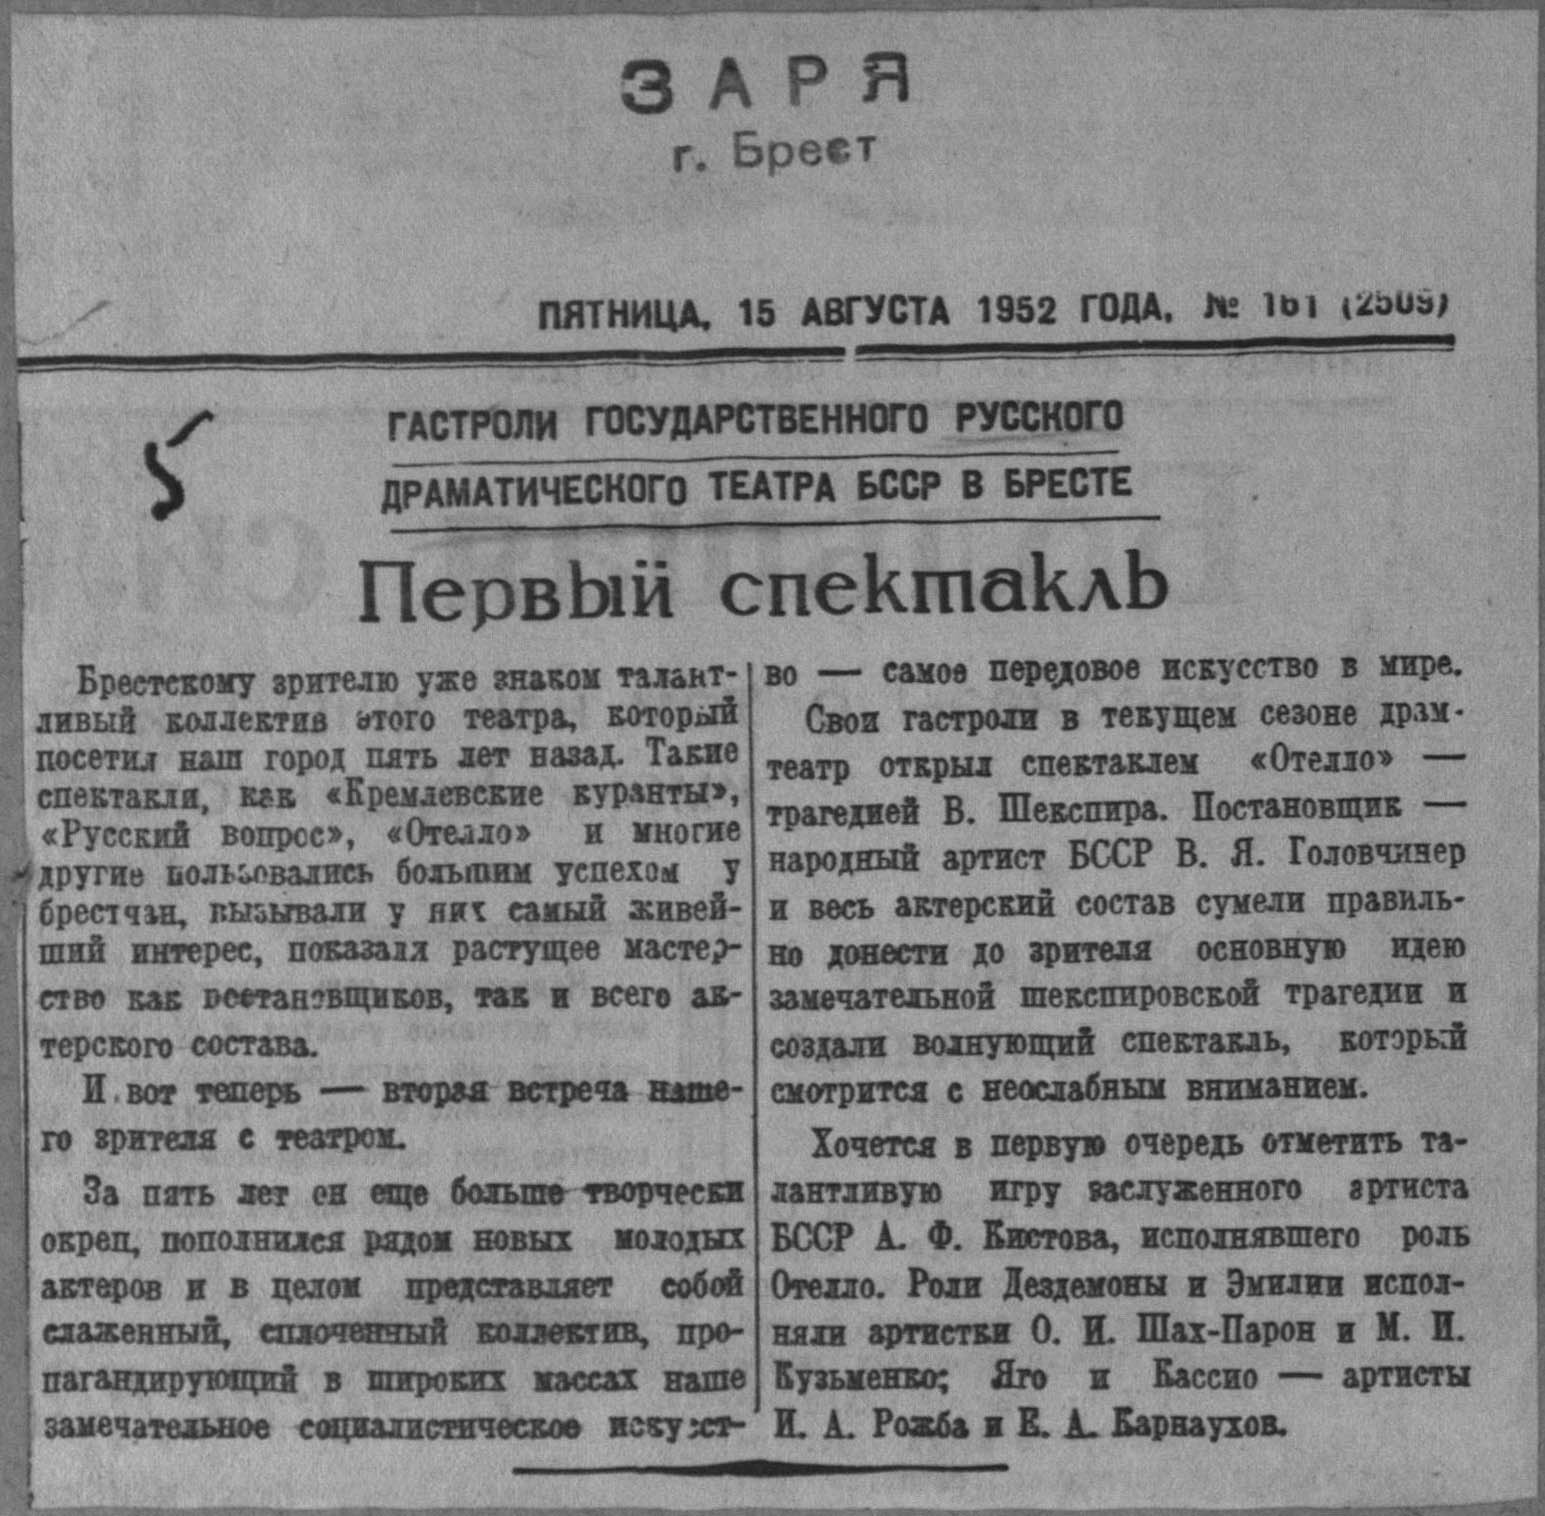 ЗАРЯ
г. Брест
ПЯТНИЦА, 15 АВГУСТА 1952 ГОДА, № 161 (2509)
5
ГАСТРОЛИ ГОСУДАРСТВЕННОГО РУССКОГО
ДРАМАТИЧЕСКОГО ТЕАТРА БССР В БРЕСТЕ
Первый спектакль
Брестскому зрителю уже знаком талант-
ливый коллектив этого театра, который
посетил наш город пять лет назад. Такие
спектакли, как «Кремлевские куранты»,
«Русский вопрос», «Отелло» и многие
другие пользовались большим успехом у
брестчан, вызывали у них самый живей-
ший интерес, показали растущее мастер-
ство как постановщиков, так и всего ак-
терского состава.
И вот теперь — вторая встреча наше-
го зрителя с театром.
За пять лет он еще больше творчески
окреп, пополнился рядом новых молодых
актеров и в целом представляет собой
слаженный, сплоченный коллектив, про-
пагандирующий в широких массах наше
замечательное социалистическое искусст-
во — самое передовое искусство в мире.
Свои гастроли в текущем сезоне драм-
театр открыл спектаклем «Отелло» —
трагедией В. Шекспира. Постановщик —
народный артист БССР В. Я. Головчинер
и весь актерский состав сумели правиль-
но донести до зрителя основную идею
замечательной шекспировской трагедии и
создали волнующий спектакль, который
смотрится с неослабным вниманием.
Хочется в первую очередь отметить та-
лантливую игру заслуженного артиста
БССР А. Ф. Кистова, исполнявшего роль
Отелло. Роли Дездемоны и Эмилии испол-
няли артистки О. И. Шах-Парон и М. И.
Кузьменко; Яго и Кассио — артисты
И. А. Рожба и Е. А. Карнаухов.